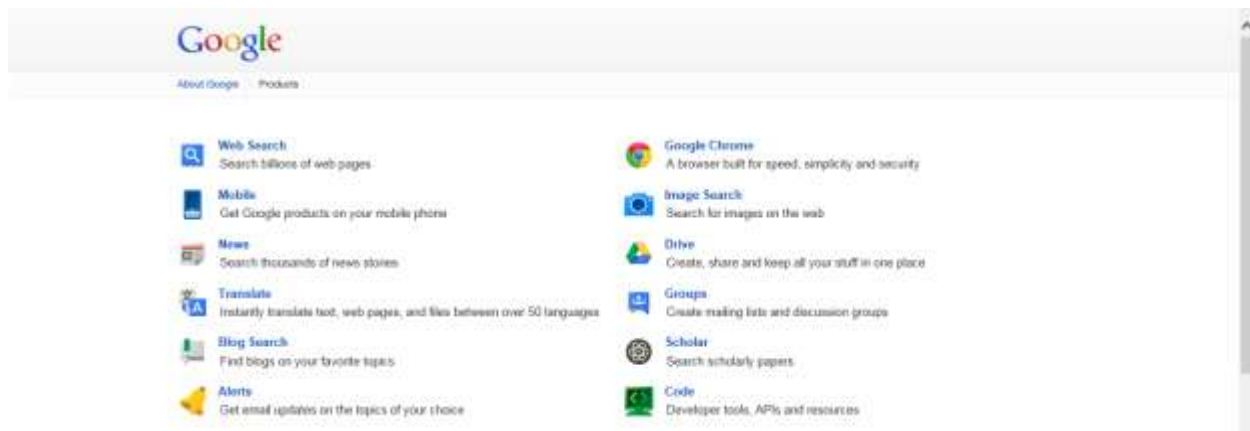 Google
About Google
Products
Web Search
Search billions of web pages
Mobile
Get Google products on your mobile phone
News
Search thousands of news stories
Translate
Instantly translate text, web pages, and files between over 50 languages
Blog Search
Find blogs on your favorite topics
Alerts
Get email updates on the topics of your choice
Google Chrome
A browser built for speed, simplicity and security
Image Search
Search for images on the web
Drive
Create, share and keep all your stuff in one place
Groups
Create mailing lists and discussion groups
Scholar
Search scholarly papers
Code
Developer tools, APIs and resources